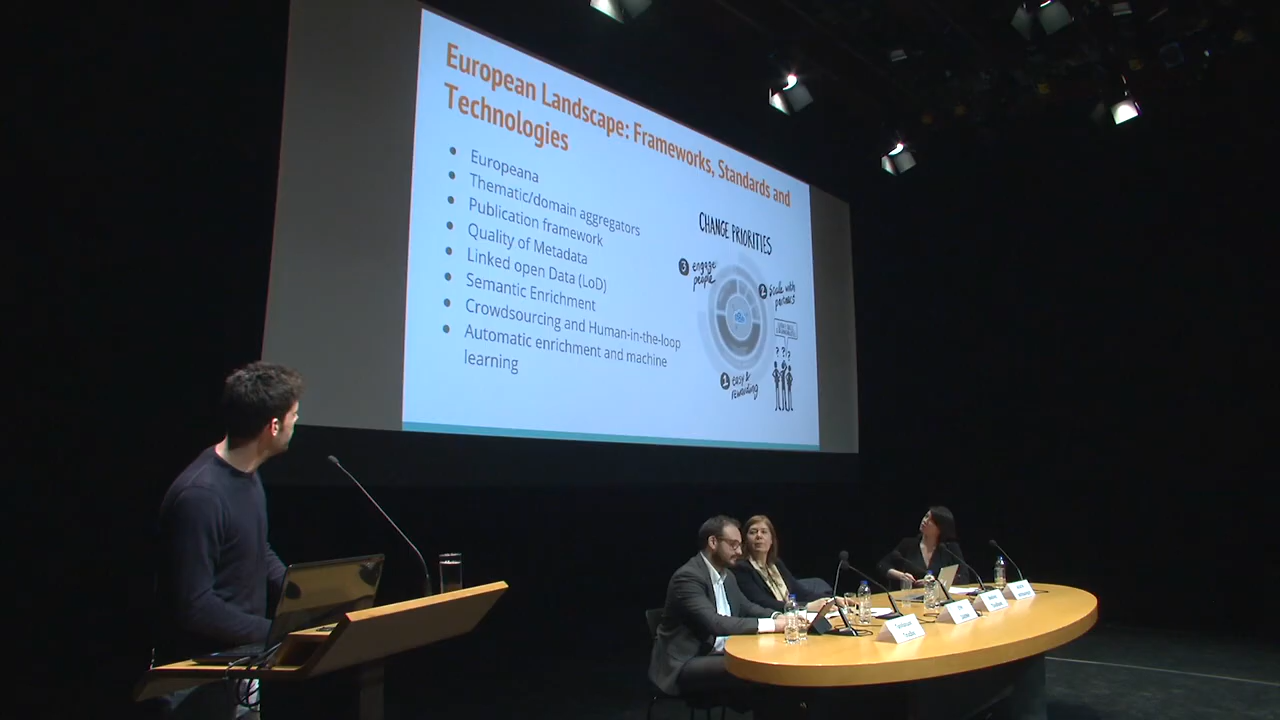 European Landscape: Frameworks, Standards and
Technologies
Europeana
Thematic/domain aggregators
Publication framework
Quality of Metadata
Linked open Data (LoD)
Semantic Enrichment
Crowdsourcing and Human-in-the-loop
Automatic enrichment and machine
learning
CHANGE PRIORITIES
3 engage
people
2 Scale with
partners
1 easy &
rewarding
? ? ?